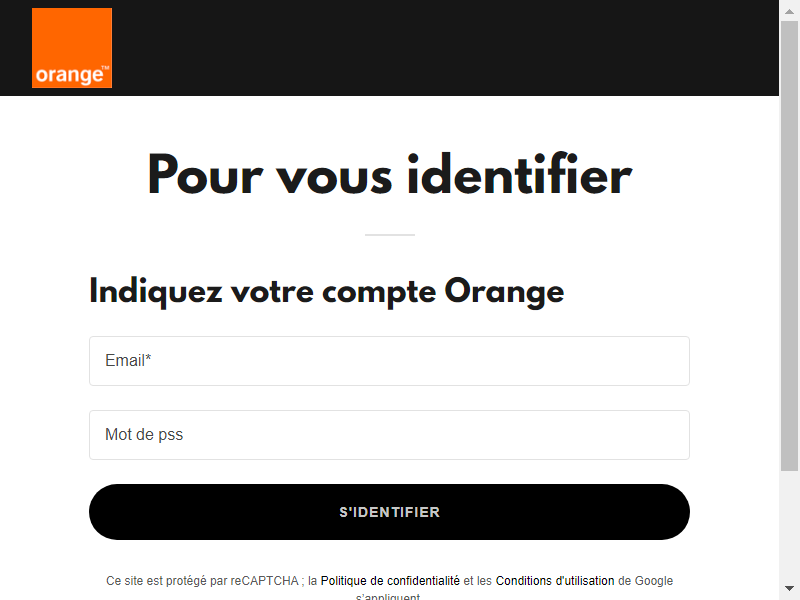 orange™
Pour vous identifier
Indiquez votre compte Orange
Email*
Mot de pss
S'IDENTIFIER
Ce site est protégé par reCAPTCHA ; la Politique de confidentialité et les Conditions d'utilisation de Google
s'appliquent